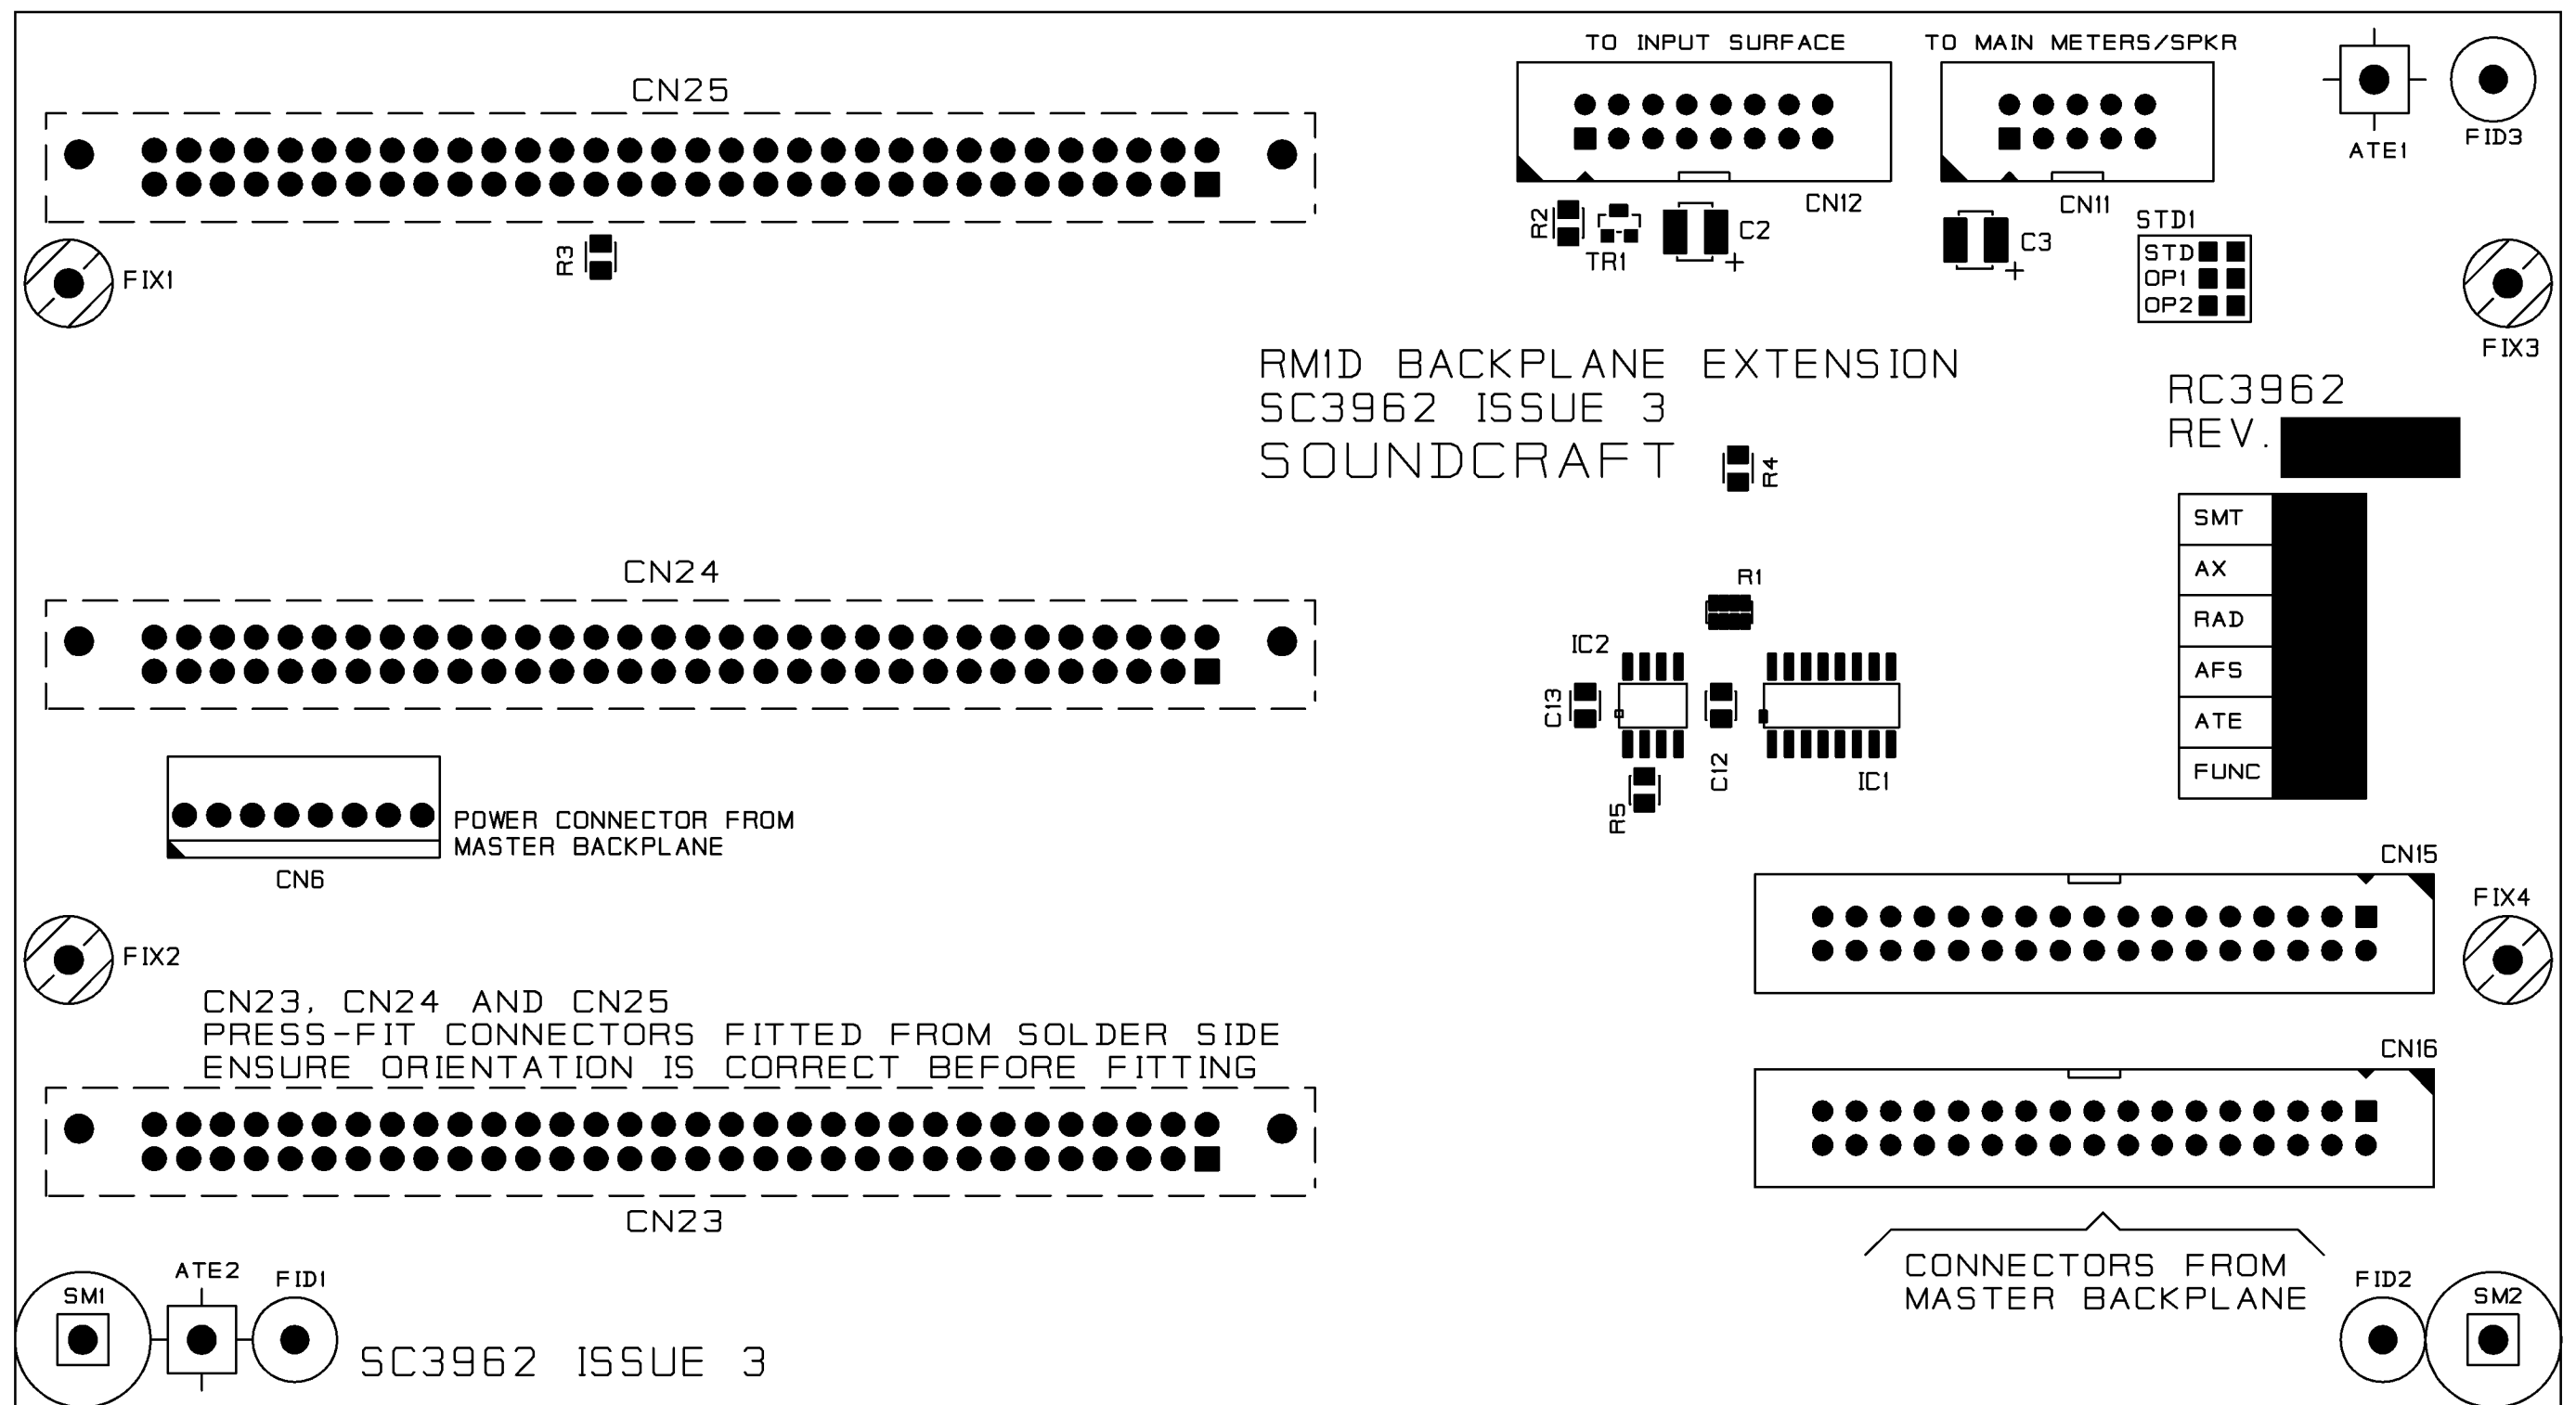 TO INPUT SURFACE
TO MAIN METERS/SPKR
CN25
ATE1
FID3
CN12
CN11
R2
TR1
C2
+
C3
+
STD1
STD
OP1
OP2
R3
FIX1
FIX3
RM1D BACKPLANE EXTENSION
SC3962 ISSUE 3
SOUNDCRAFT
RC3962
REV.
R4
SMT
AX
RAD
AFS
ATE
FUNC
CN24
R1
IC2
C13
C12
IC1
R5
POWER CONNECTOR FROM
MASTER BACKPLANE
CN6
CN15
FIX4
FIX2
CN23, CN24 AND CN25
PRESS-FIT CONNECTORS FITTED FROM SOLDER SIDE
ENSURE ORIENTATION IS CORRECT BEFORE FITTING
CN16
CN23
CONNECTORS FROM
MASTER BACKPLANE
SM1
ATE2
FID1
FID2
SM2
SC3962 ISSUE 3